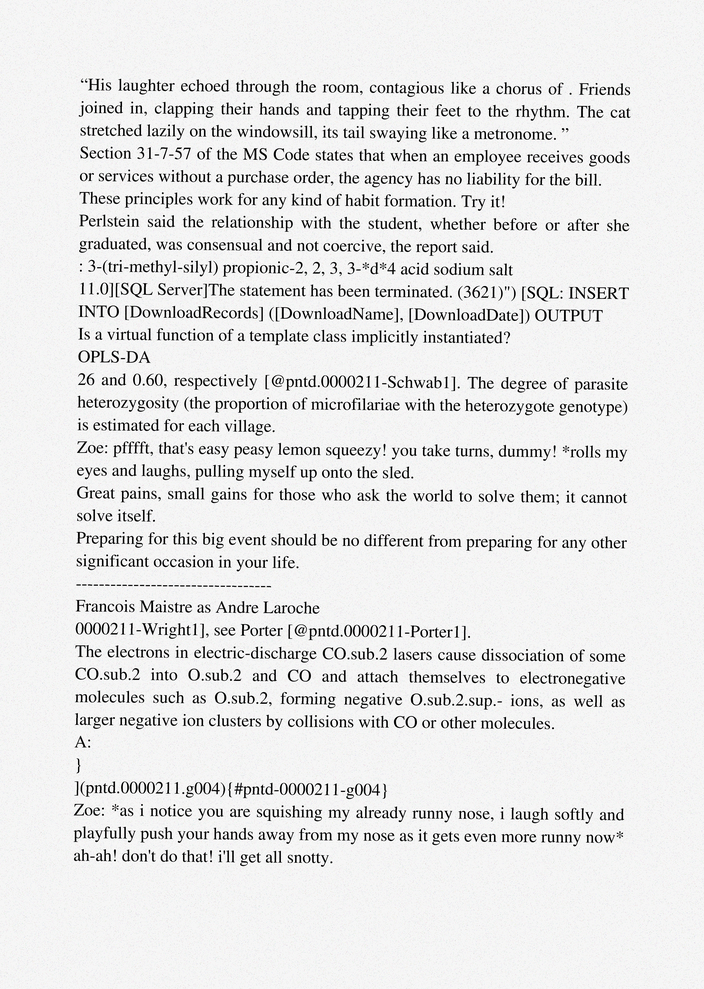 “His laughter echoed through the room, contagious like a chorus of . Friends
joined in, clapping their hands and tapping their feet to the rhythm. The cat
stretched lazily on the windowsill, its tail swaying like a metronome. ”
Section 31-7-57 of the MS Code states that when an employee receives goods
or services without a purchase order, the agency has no liability for the bill.
These principles work for any kind of habit formation. Try it!
Perlstein said the relationship with the student, whether before or after she
graduated, was consensual and not coercive, the report said.
: 3-(tri-methyl-silyl) propionic-2, 2, 3, 3-*d*4 acid sodium salt
11.0][SQL Server]The statement has been terminated. (3621)") [SQL: INSERT
INTO [DownloadRecords] ([DownloadName], [DownloadDate]) OUTPUT
Is a virtual function of a template class implicitly instantiated?
OPLS-DA
26 and 0.60, respectively [@pntd.0000211-Schwab1]. The degree of parasite
heterozygosity (the proportion of microfilariae with the heterozygote genotype)
is estimated for each village.
Zoe: pfffft, that's easy peasy lemon squeezy! you take turns, dummy! *rolls my
eyes and laughs, pulling myself up onto the sled.
Great pains, small gains for those who ask the world to solve them; it cannot
solve itself.
Preparing for this big event should be no different from preparing for any other
significant occasion in your life.
----------------------------------
Francois Maistre as Andre Laroche
0000211-Wright1], see Porter [@pntd.0000211-Porter1].
The electrons in electric-discharge CO.sub.2 lasers cause dissociation of some
CO.sub.2 into O.sub.2 and CO and attach themselves to electronegative
molecules such as O.sub.2, forming negative O.sub.2.sup.- ions, as well as
larger negative ion clusters by collisions with CO or other molecules.
A:
}
](pntd.0000211.g004){#pntd-0000211-g004}
Zoe: *as i notice you are squishing my already runny nose, i laugh softly and
playfully push your hands away from my nose as it gets even more runny now*
ah-ah! don't do that! i'll get all snotty.